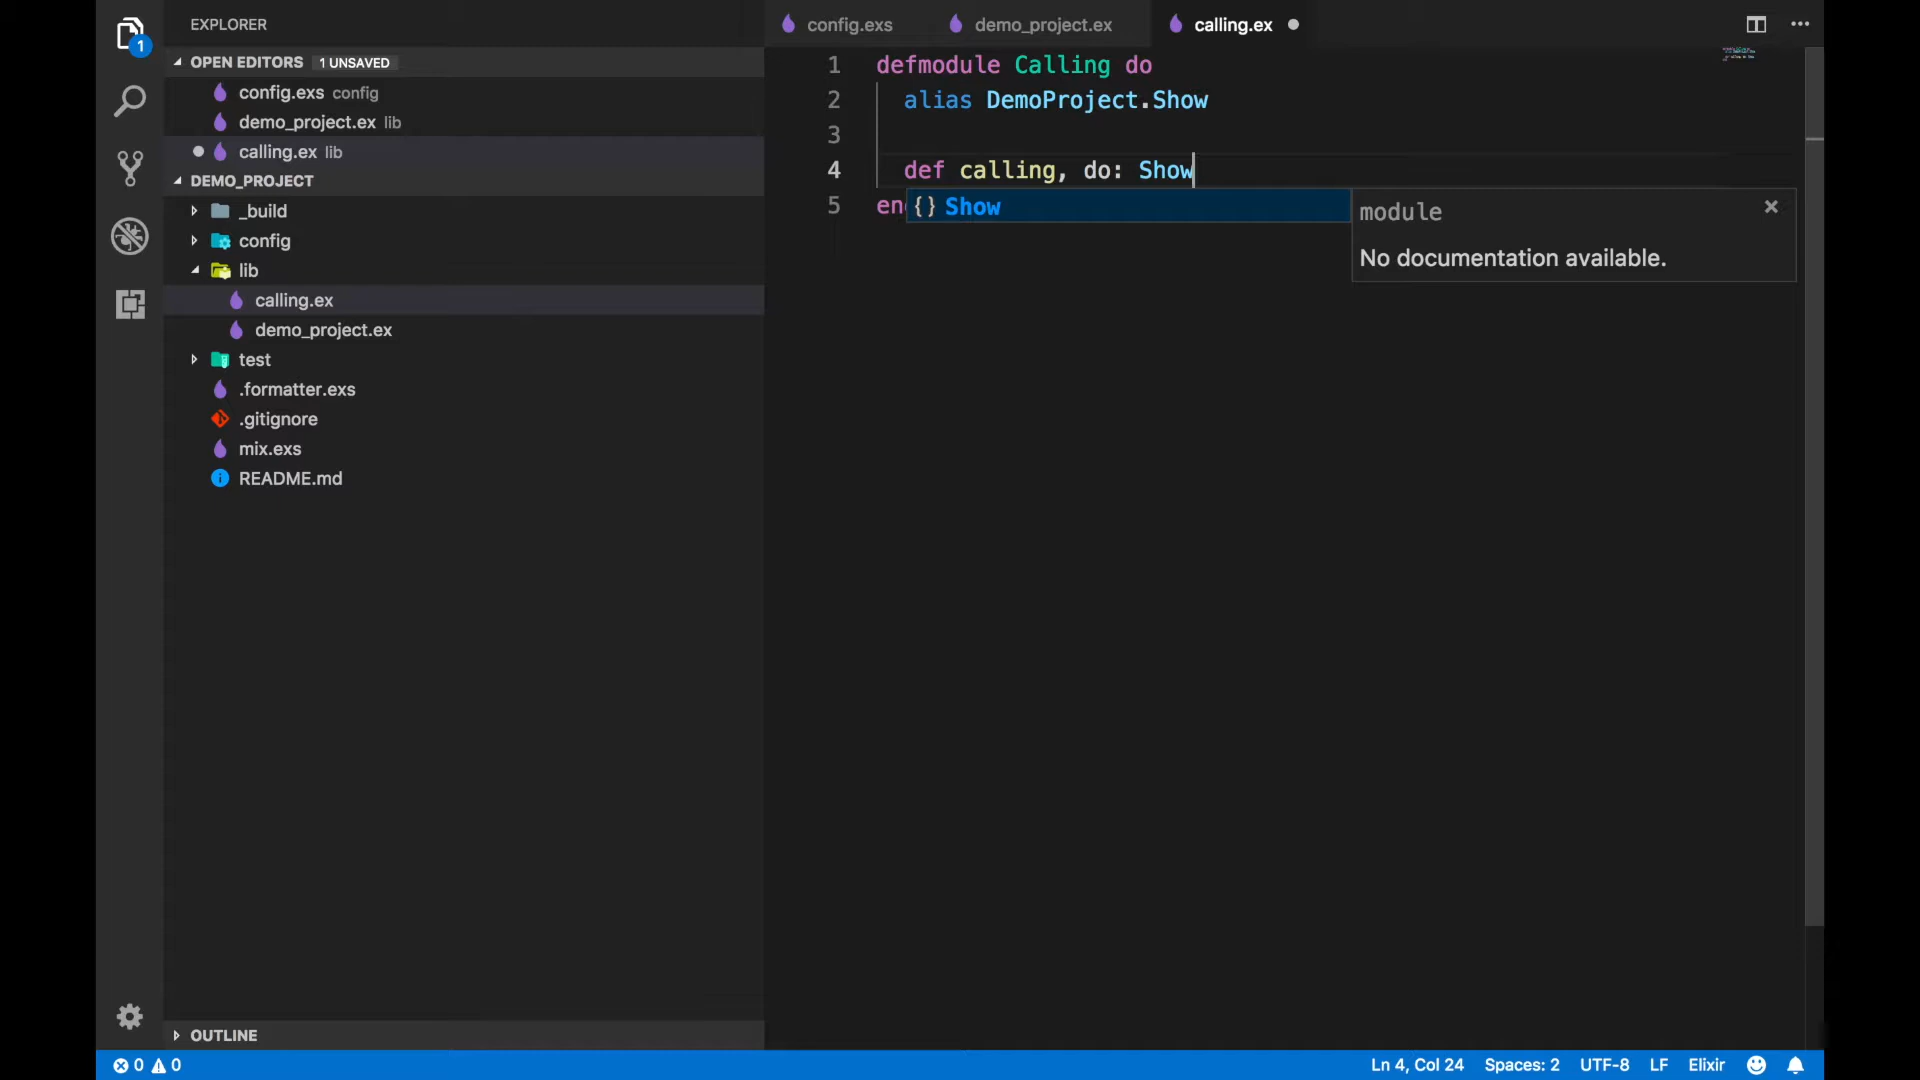 EXPLORER
OPEN EDITORS 1 UNSAVED
config.exs config
demo_project.ex lib
calling.ex lib
DEMO_PROJECT
_build
config
lib
calling.ex
demo_project.ex
test
.formatter.exs
.gitignore
mix.exs
README.md
OUTLINE
1
config.exs demo_project.ex calling.ex
1 defmodule Calling do
2 alias DemoProject.Show
3
4 def calling, do: Show
5 en
{} Show
module
No documentation available.
0 0
Ln 4, Col 24 Spaces: 2 UTF-8 LF Elixir